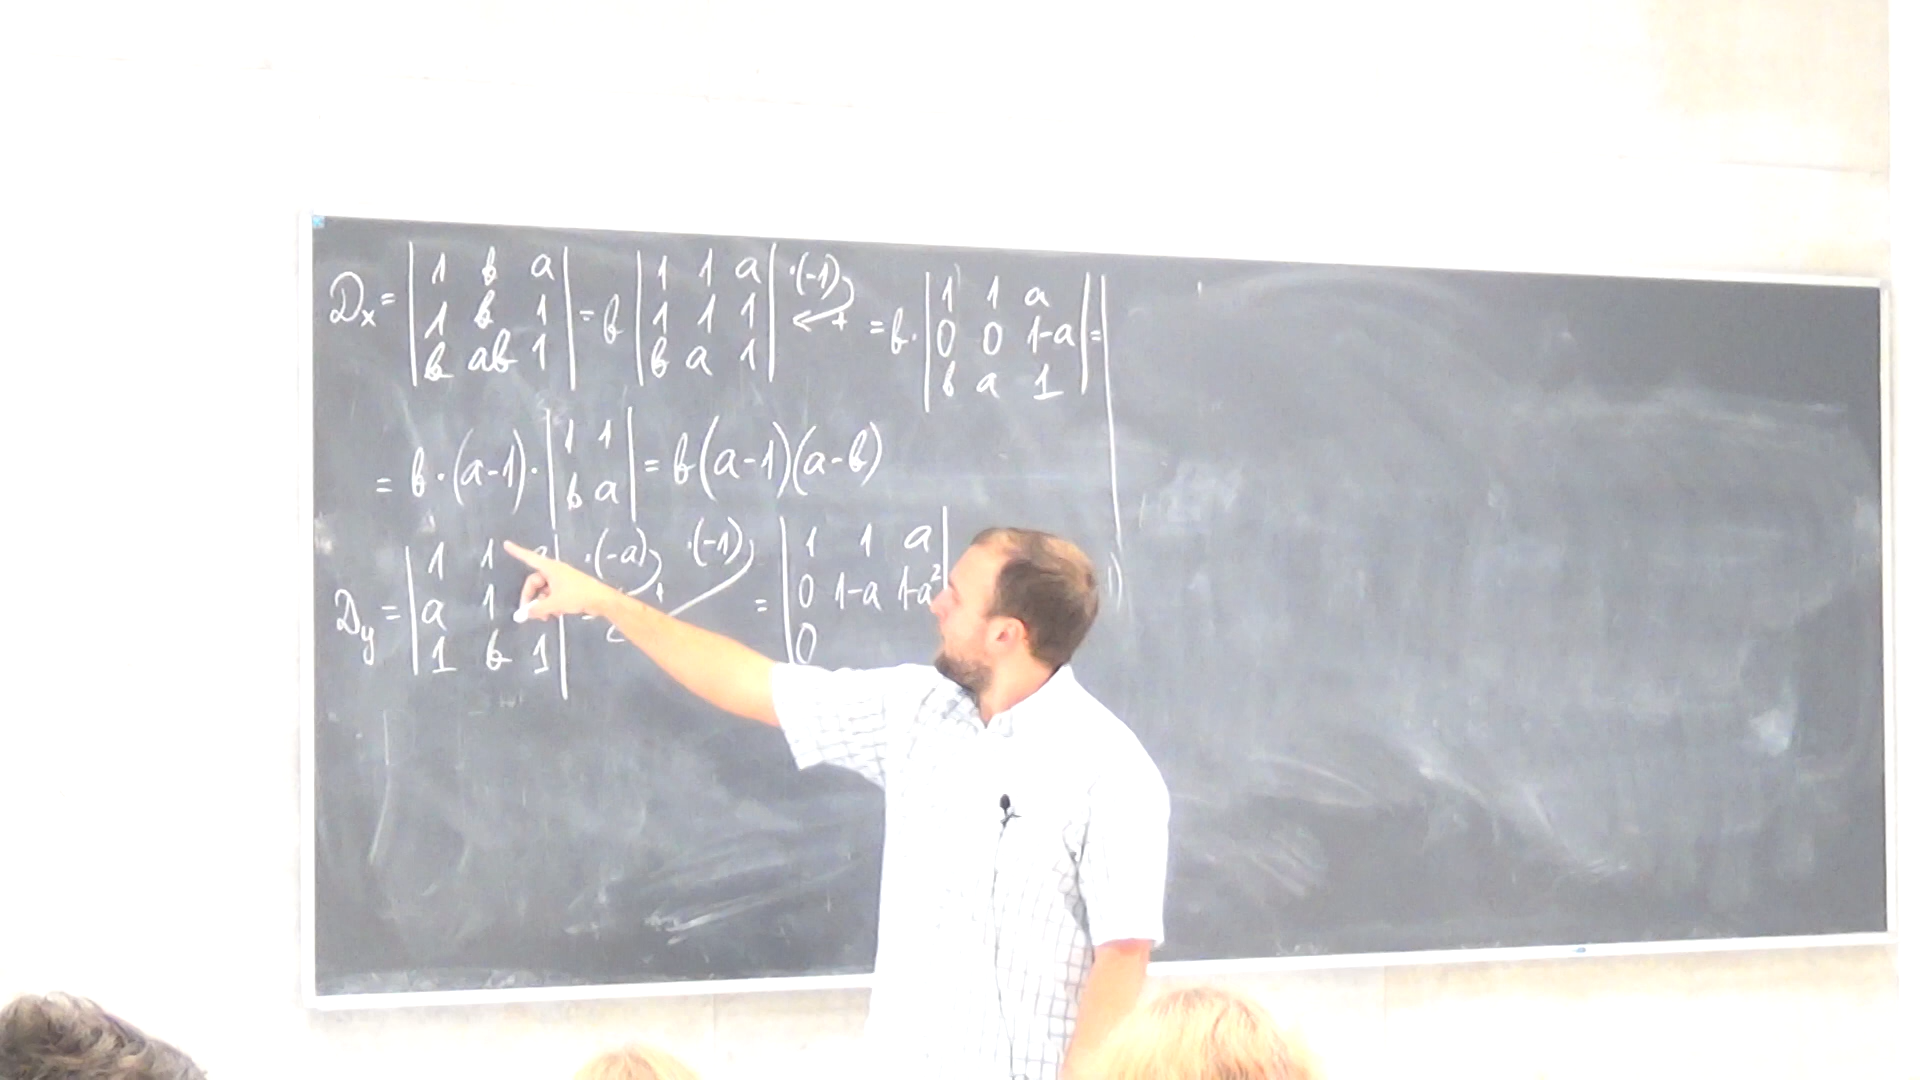 Dx = | 1 в a | = в | 1 1 a | ·(-1) = в· | 1 1 a | =
| 1 в 1 | | 1 1 1 | + | 0 0 1-a |
| в aв 1 | | в a 1 | | в a 1 |
= в·(a-1)· | 1 1 | = в(a-1)(a-в)
| в a |
Dy = | 1 1 a | ·(-a) ·(-1) = | 1 1 a |
| a 1 + | 0 1-a 1-a²
| 1 в 1 | | 0